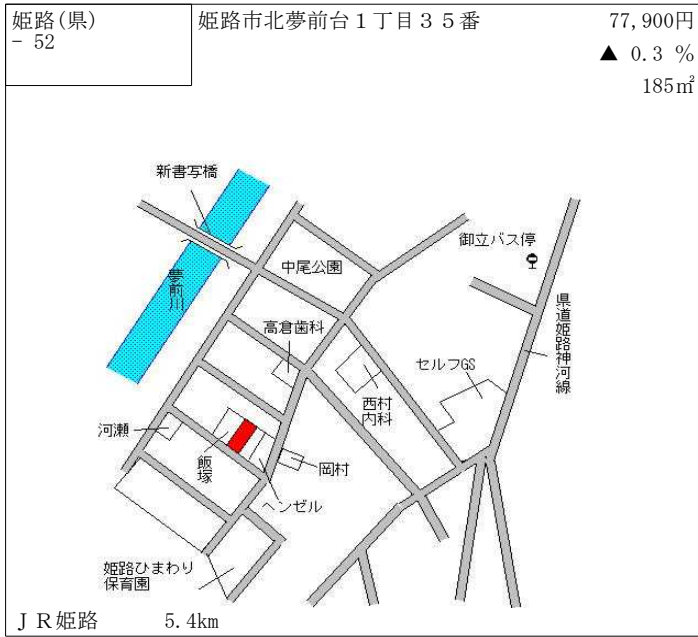 姫路(県)
- 52
姫路市北夢前台１丁目３５番
77,900円
▲ 0.3 %
185㎡
新書写橋
夢前川
中尾公園
御立バス停
県道姫路神河線
高倉歯科
セルフGS
西村
内科
河瀬
飯塚
岡村
ヘンゼル
姫路ひまわり
保育園
ＪＲ姫路 5.4km